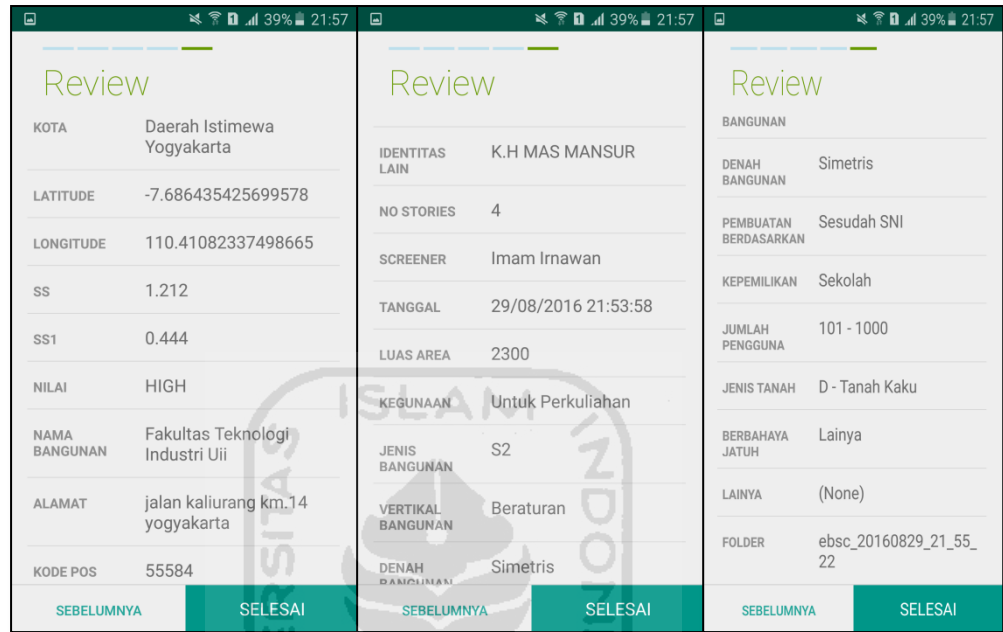 39% 21:57
Review
KOTA Daerah Istimewa
Yogyakarta
LATITUDE -7.686435425699578
LONGITUDE 110.41082337498665
SS 1.212
SS1 0.444
NILAI HIGH
NAMA BANGUNAN Fakultas Teknologi
Industri Uii
ALAMAT jalan kaliurang km.14
yogyakarta
KODE POS 55584
SEBELUMNYA SELESAI
39% 21:57
Review
IDENTITAS LAIN K.H MAS MANSUR
NO STORIES 4
SCREENER Imam Irnawan
TANGGAL 29/08/2016 21:53:58
LUAS AREA 2300
KEGUNAAN Untuk Perkuliahan
JENIS BANGUNAN S2
VERTIKAL BANGUNAN Beraturan
DENAH BANGUNAN Simetris
SEBELUMNYA SELESAI
39% 21:57
Review
BANGUNAN
DENAH BANGUNAN Simetris
PEMBUATAN BERDASARKAN Sesudah SNI
KEPEMILIKAN Sekolah
JUMLAH PENGGUNA 101 - 1000
JENIS TANAH D - Tanah Kaku
BERBAHAYA JATUH Lainya
LAINYA (None)
FOLDER ebsc_20160829_21_55_
22
SEBELUMNYA SELESAI
ISLAM